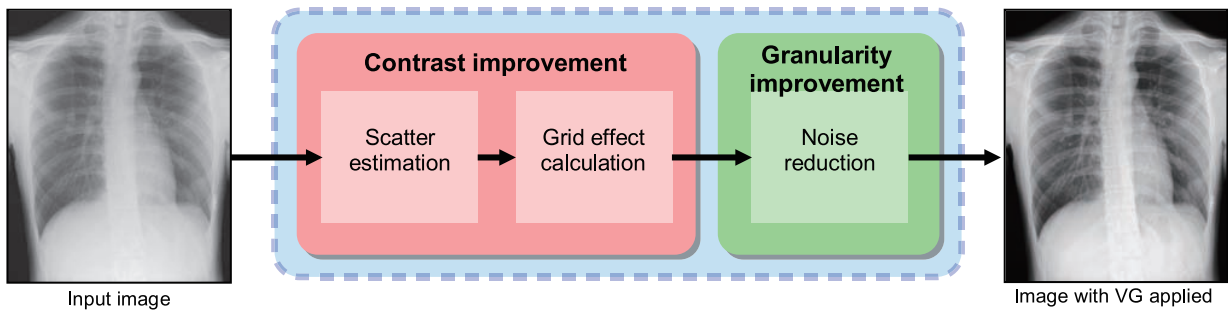 Contrast improvement
Scatter
estimation
Grid effect
calculation
Granularity
improvement
Noise
reduction
Input image
Image with VG applied